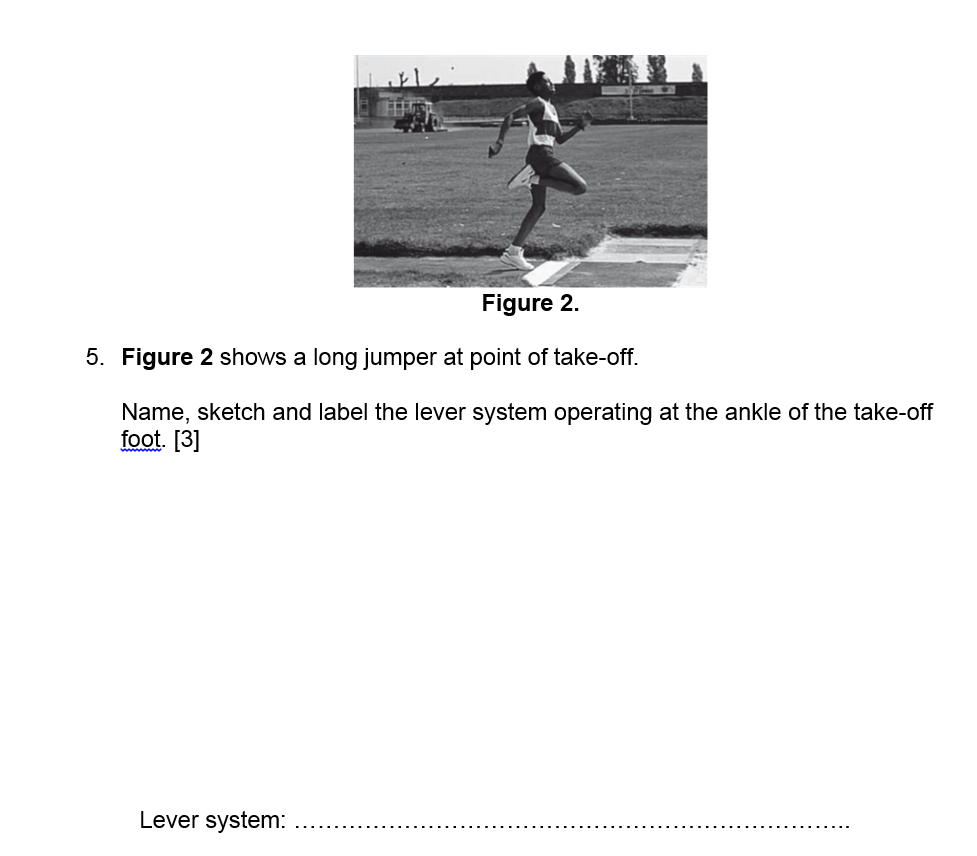 Figure 2.
5. Figure 2 shows a long jumper at point of take-off.
Name, sketch and label the lever system operating at the ankle of the take-off
foot. [3]
Lever system: ……………………………………………………………..